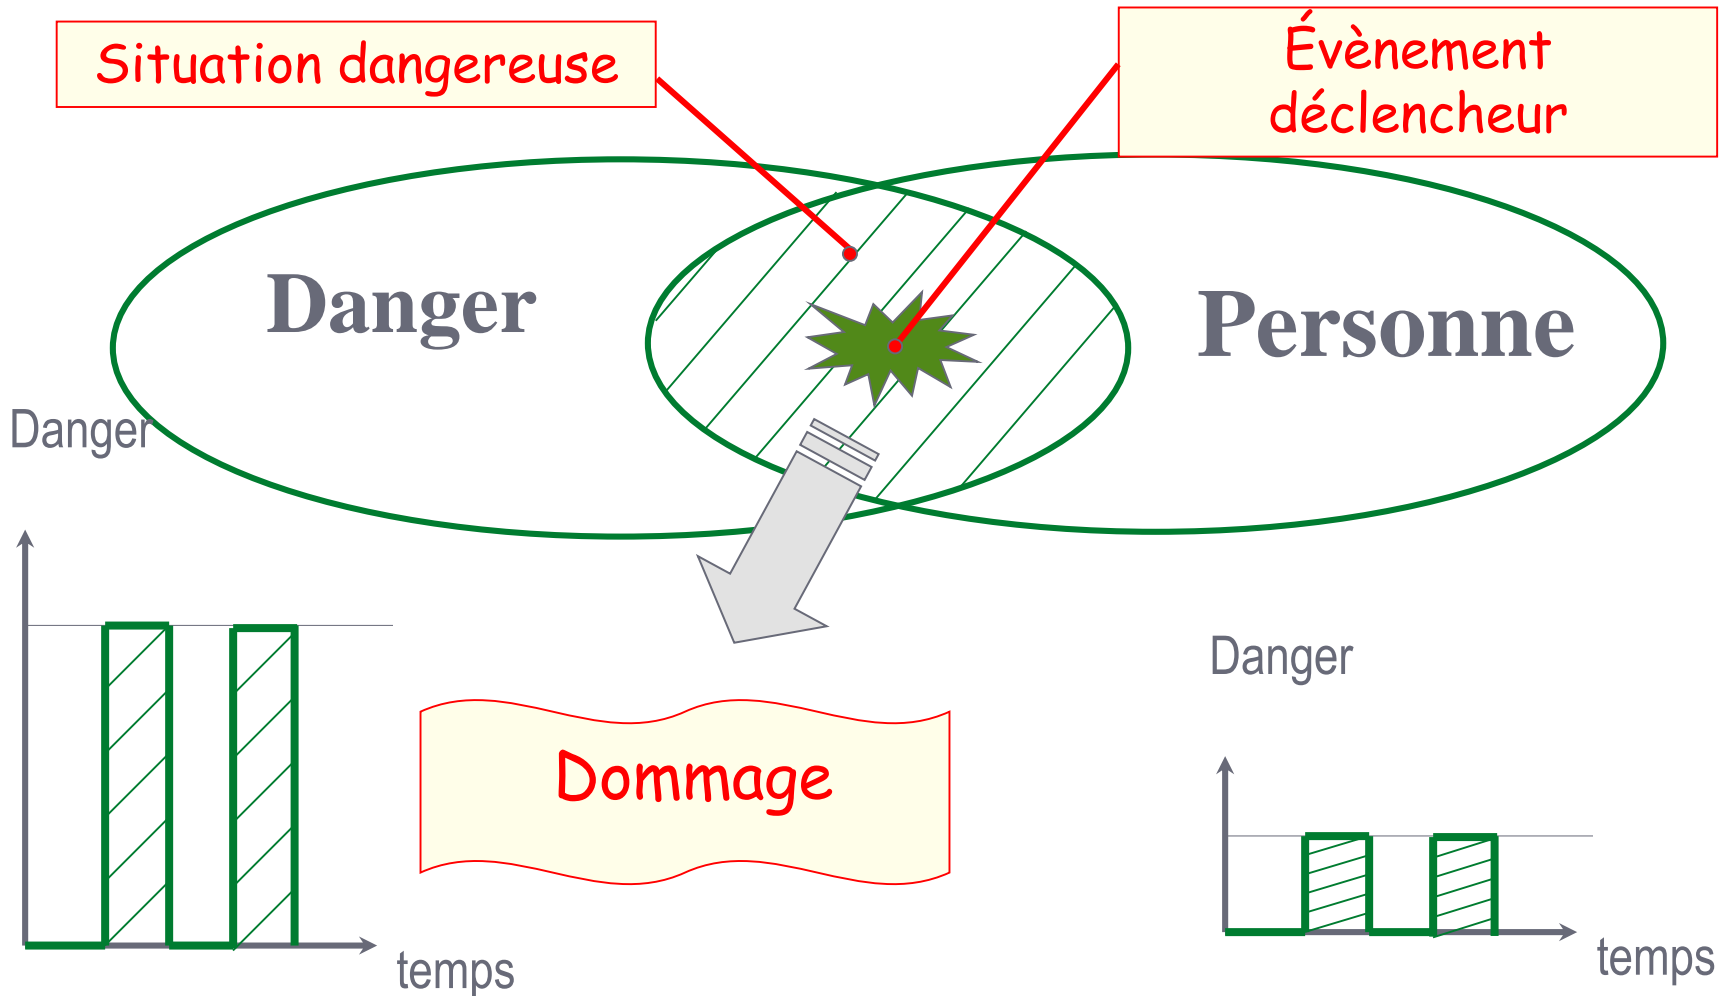 Situation dangereuse
Évènement
déclencheur
Danger
Personne
Danger
Danger
Dommage
temps
temps